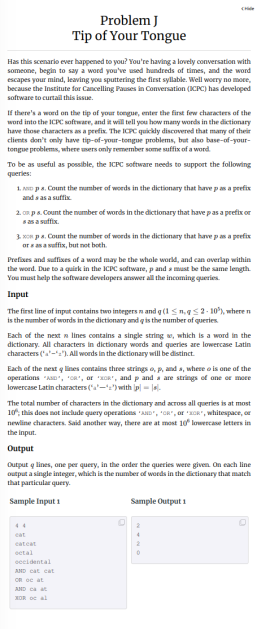 ‹ Hide
Problem J
Tip of Your Tongue
Has this scenario ever happened to you? You're having a lovely conversation with
someone, begin to say a word you've used hundreds of times, and the word
escapes your mind, leaving you sputtering the first syllable. Well worry no more,
because the Institute for Cancelling Pauses in Conversation (ICPC) has developed
software to curtail this issue.
If there's a word on the tip of your tongue, enter the first few characters of the
word into the ICPC software, and it will tell you how many words in the dictionary
have those characters as a prefix. The ICPC quickly discovered that many of their
clients don't only have tip-of-your-tongue problems, but also base-of-your-
tongue problems, where users only remember some suffix of a word.
To be as useful as possible, the ICPC software needs to support the following
queries:
1. AND p s. Count the number of words in the dictionary that have p as a prefix
and s as a suffix.
2. OR p s. Count the number of words in the dictionary that have p as a prefix or
s as a suffix.
3. XOR p s. Count the number of words in the dictionary that have p as a prefix
or s as a suffix, but not both.
Prefixes and suffixes of a word may be the whole word, and can overlap within
the word. Due to a quirk in the ICPC software, p and s must be the same length.
You must help the software developers answer all the incoming queries.
Input
The first line of input contains two integers n and q (1 ≤ n, q ≤ 2 · 10⁵), where n
is the number of words in the dictionary and q is the number of queries.
Each of the next n lines contains a single string w, which is a word in the
dictionary. All characters in dictionary words and queries are lowercase Latin
characters ('a'–'z'). All words in the dictionary will be distinct.
Each of the next q lines contains three strings o, p, and s, where o is one of the
operations 'AND', 'OR', or 'XOR', and p and s are strings of one or more
lowercase Latin characters ('a'–'z') with |p| = |s|.
The total number of characters in the dictionary and across all queries is at most
10⁶; this does not include query operations 'AND', 'OR', or 'XOR', whitespace, or
newline characters. Said another way, there are at most 10⁶ lowercase letters in
the input.
Output
Output q lines, one per query, in the order the queries were given. On each line
output a single integer, which is the number of words in the dictionary that match
that particular query.
Sample Input 1
Sample Output 1
4 4
cat
catcat
octal
occidental
AND cat cat
OR oc at
AND ca at
XOR oc al
2
4
2
0